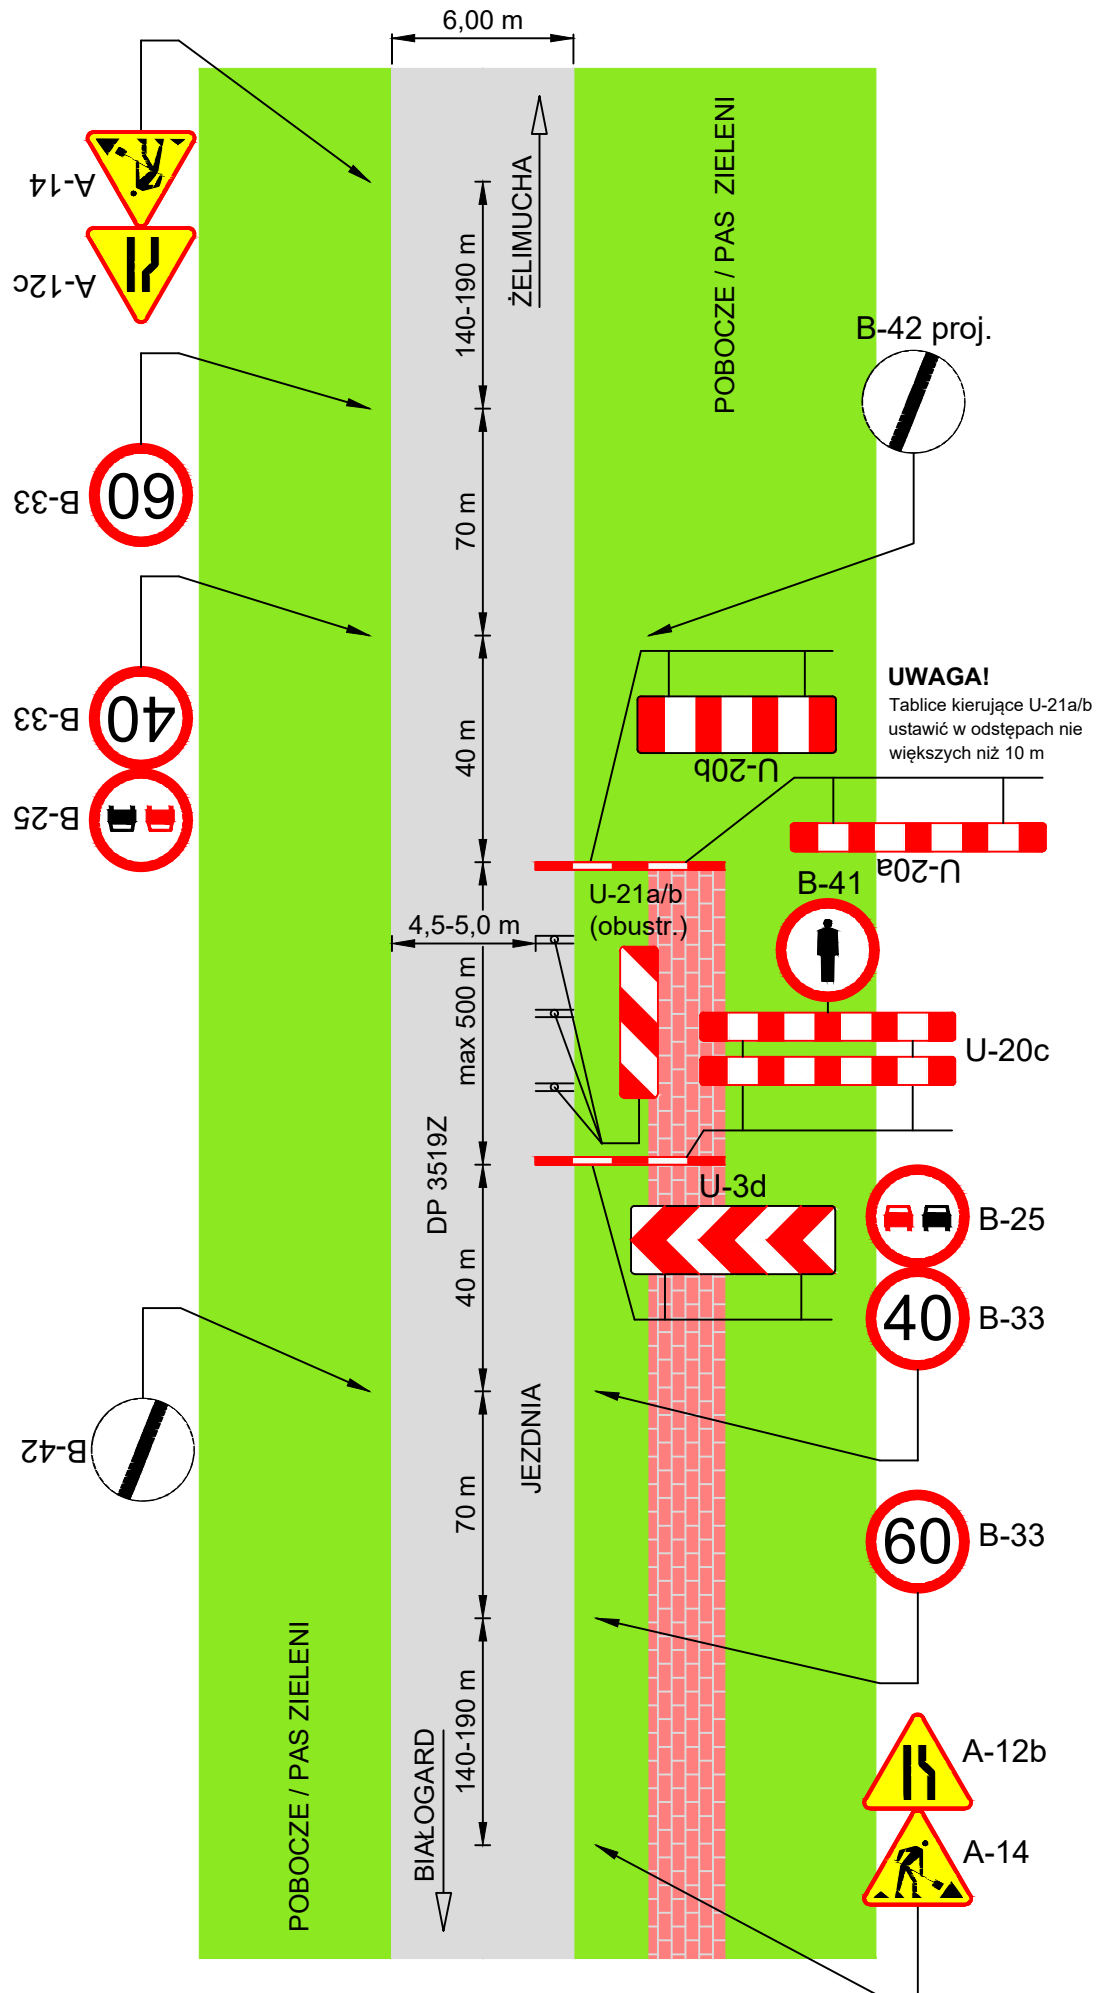 6,00 m
A-14
A-12c
ŻELIMUCHA
POBOCZE / PAS ZIELENI
140-190 m
B-42 proj.
60
B-33
70 m
40
B-33
B-25
40 m
UWAGA!
Tablice kierujące U-21a/b
ustawić w odstępach nie
większych niż 10 m
U-20b
U-20a
U-21a/b
(obustr.)
B-41
4,5-5,0 m
max 500 m
U-20c
DP 3519Z
U-3d
B-25
40
B-33
40 m
JEZDNIA
B-42
70 m
60
B-33
POBOCZE / PAS ZIELENI
BIAŁOGARD
140-190 m
A-12b
A-14